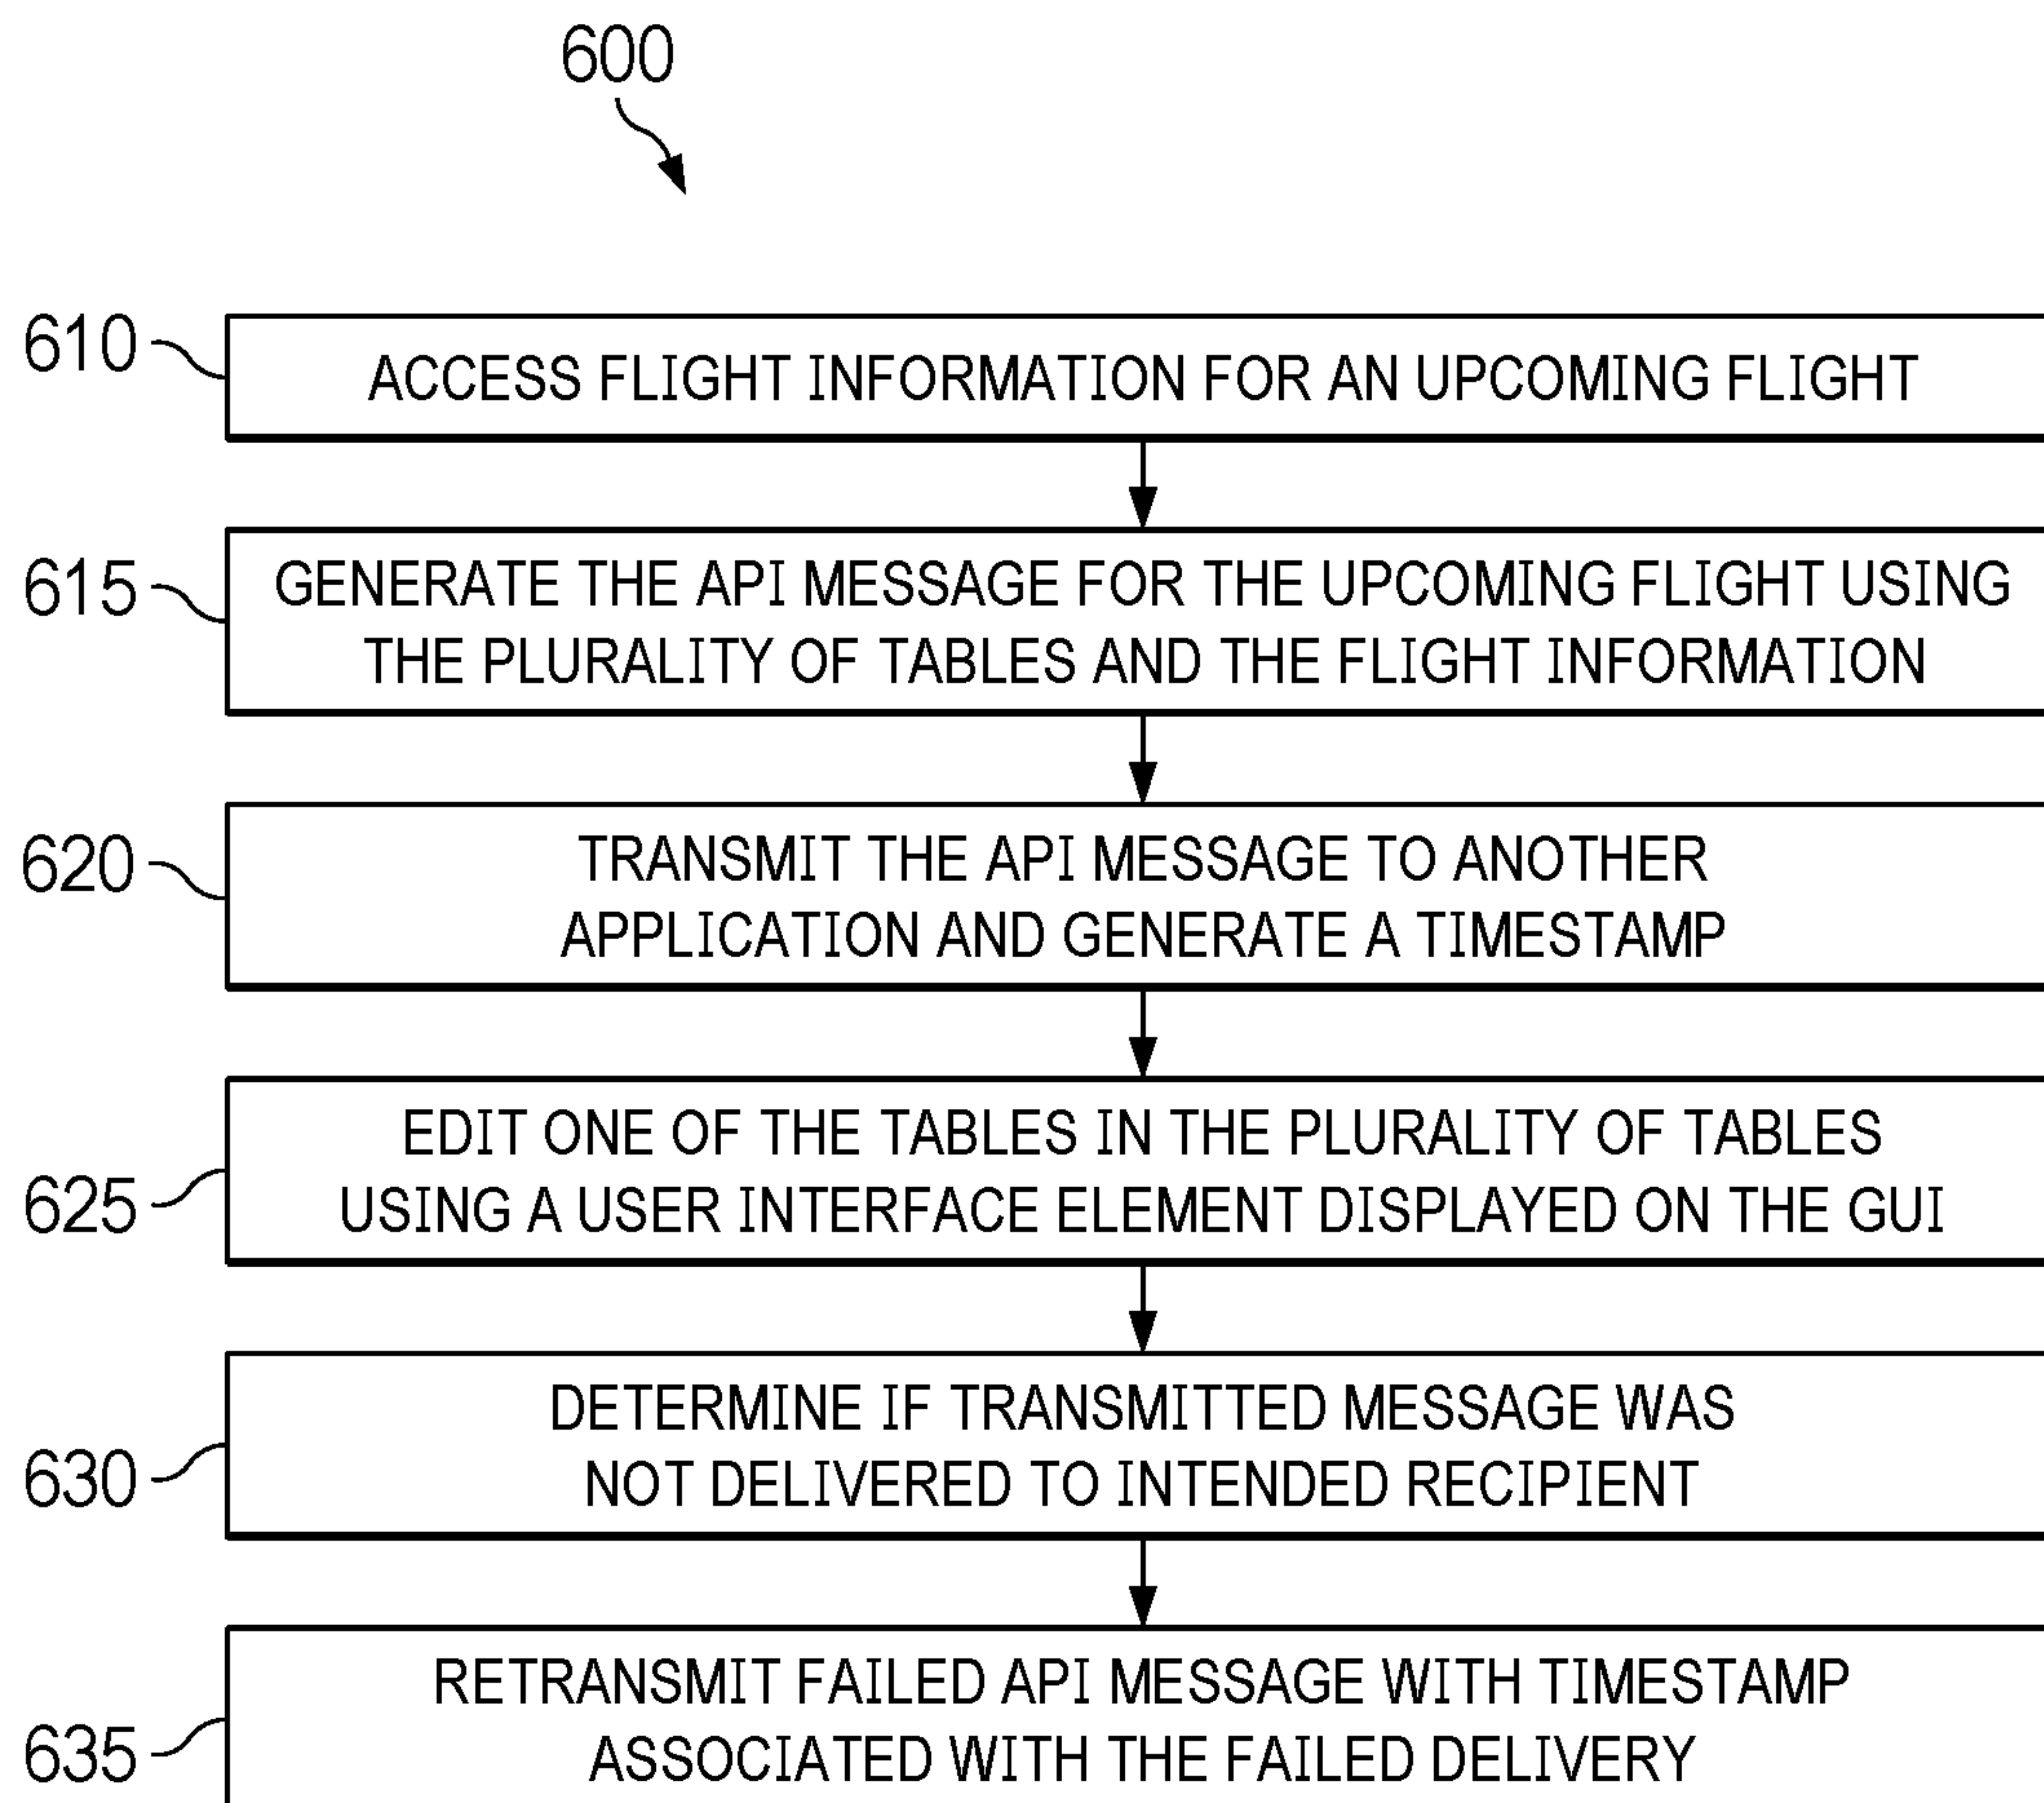 600
610
ACCESS FLIGHT INFORMATION FOR AN UPCOMING FLIGHT
615
GENERATE THE API MESSAGE FOR THE UPCOMING FLIGHT USING
THE PLURALITY OF TABLES AND THE FLIGHT INFORMATION
620
TRANSMIT THE API MESSAGE TO ANOTHER
APPLICATION AND GENERATE A TIMESTAMP
625
EDIT ONE OF THE TABLES IN THE PLURALITY OF TABLES
USING A USER INTERFACE ELEMENT DISPLAYED ON THE GUI
630
DETERMINE IF TRANSMITTED MESSAGE WAS
NOT DELIVERED TO INTENDED RECIPIENT
635
RETRANSMIT FAILED API MESSAGE WITH TIMESTAMP
ASSOCIATED WITH THE FAILED DELIVERY